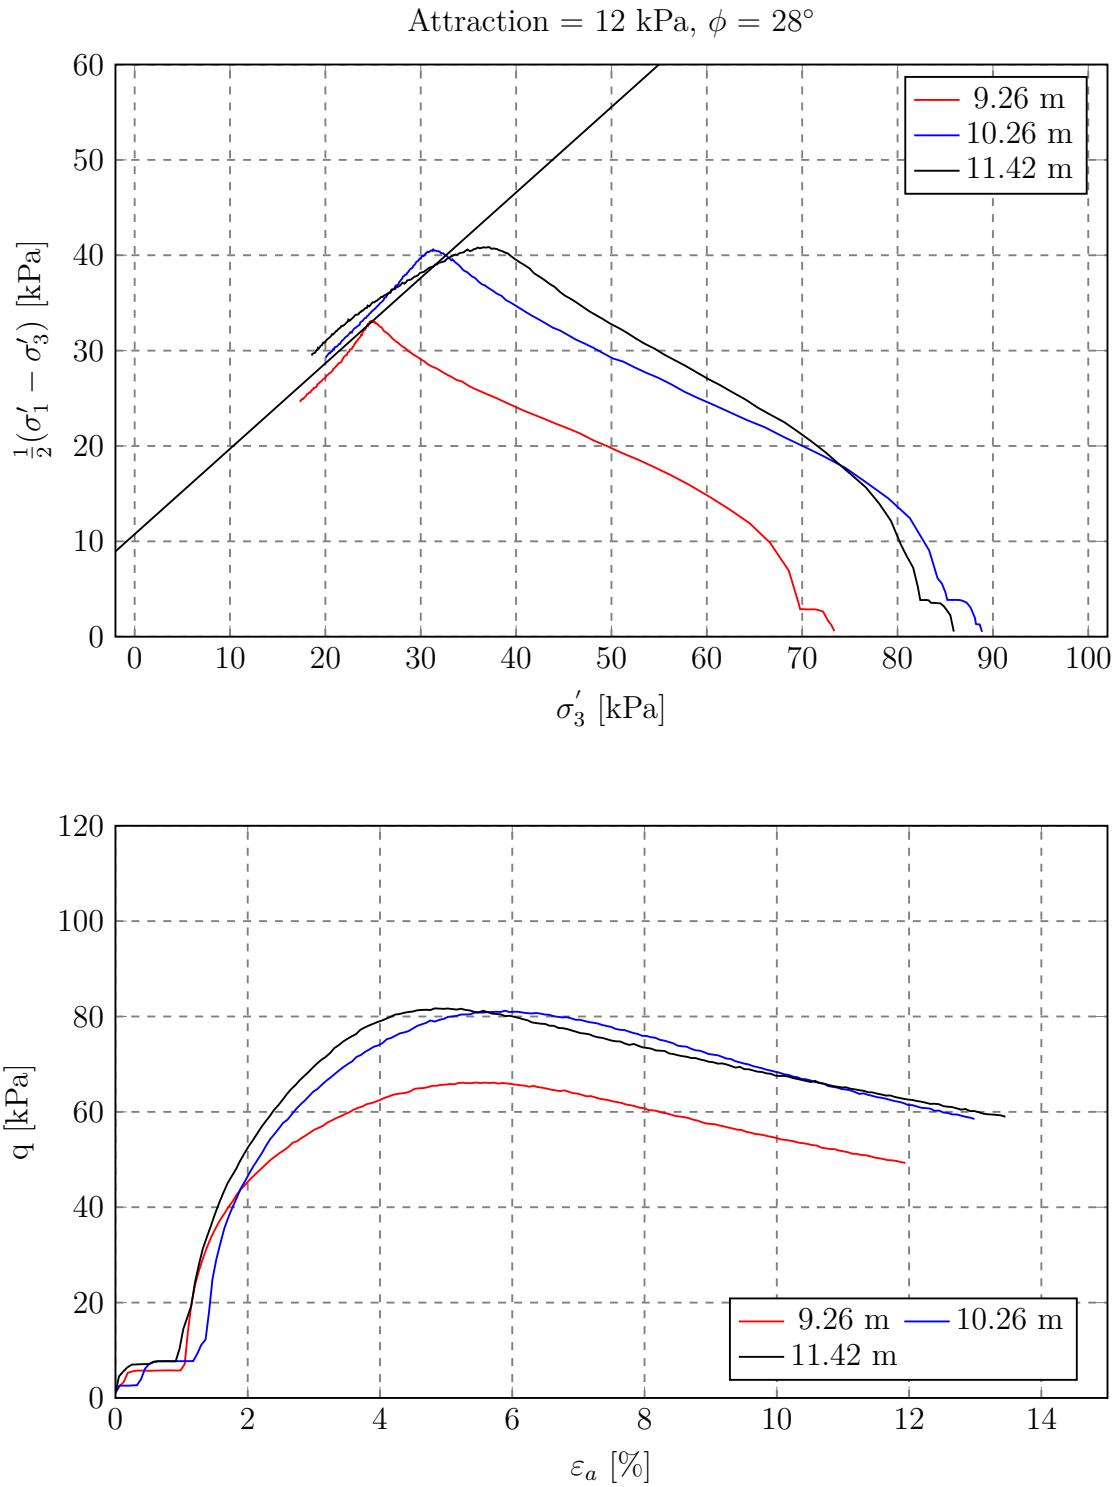 Attraction = 12 kPa, ϕ = 28°
60
50
40
30
20
10
0
½(σ′₁ − σ′₃) [kPa]
9.26 m
10.26 m
11.42 m
0 10 20 30 40 50 60 70 80 90 100
σ₃′ [kPa]
120
100
80
60
40
20
0
q [kPa]
9.26 m 10.26 m
11.42 m
0 2 4 6 8 10 12 14
εₐ [%]